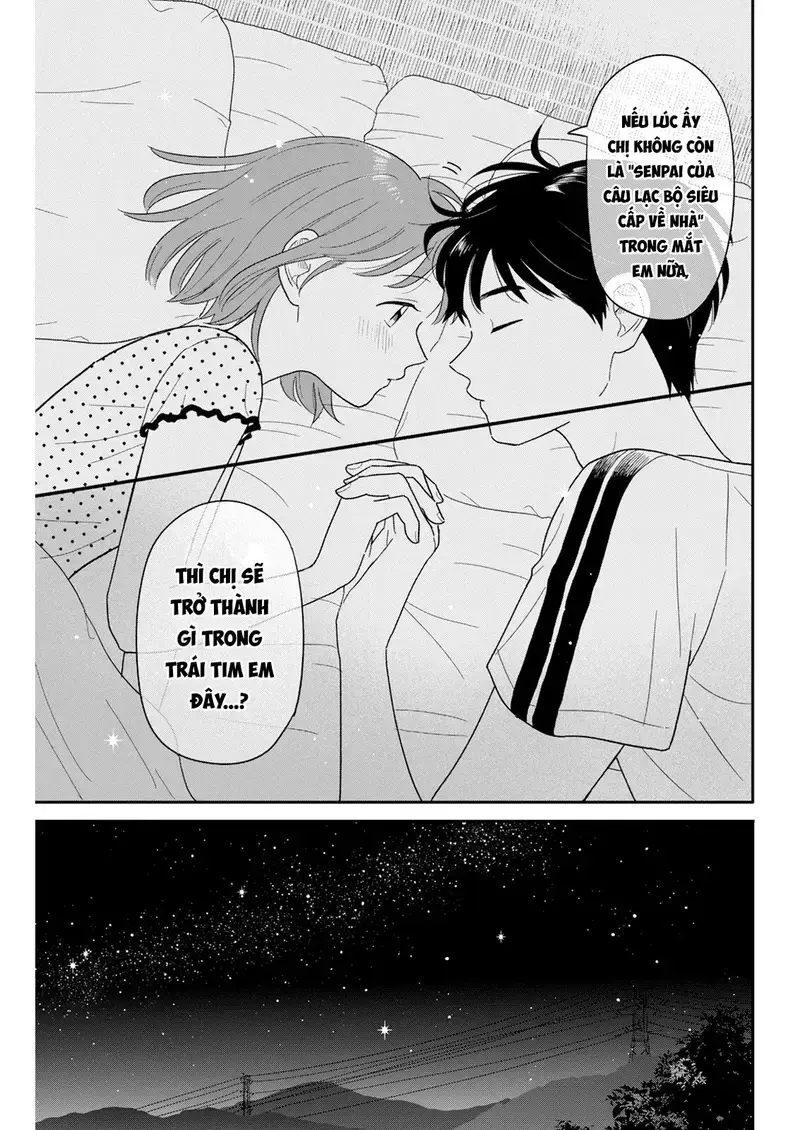 NẾU LÚC ẤY
CHỊ KHÔNG CÒN
LÀ "SENPAI CỦA
CÂU LẠC BỘ SIÊU
CẤP VỀ NHÀ"
TRONG MẮT
EM NỮA,
THÌ CHỊ SẼ
TRỞ THÀNH
GÌ TRONG
TRÁI TIM EM
ĐÂY...?